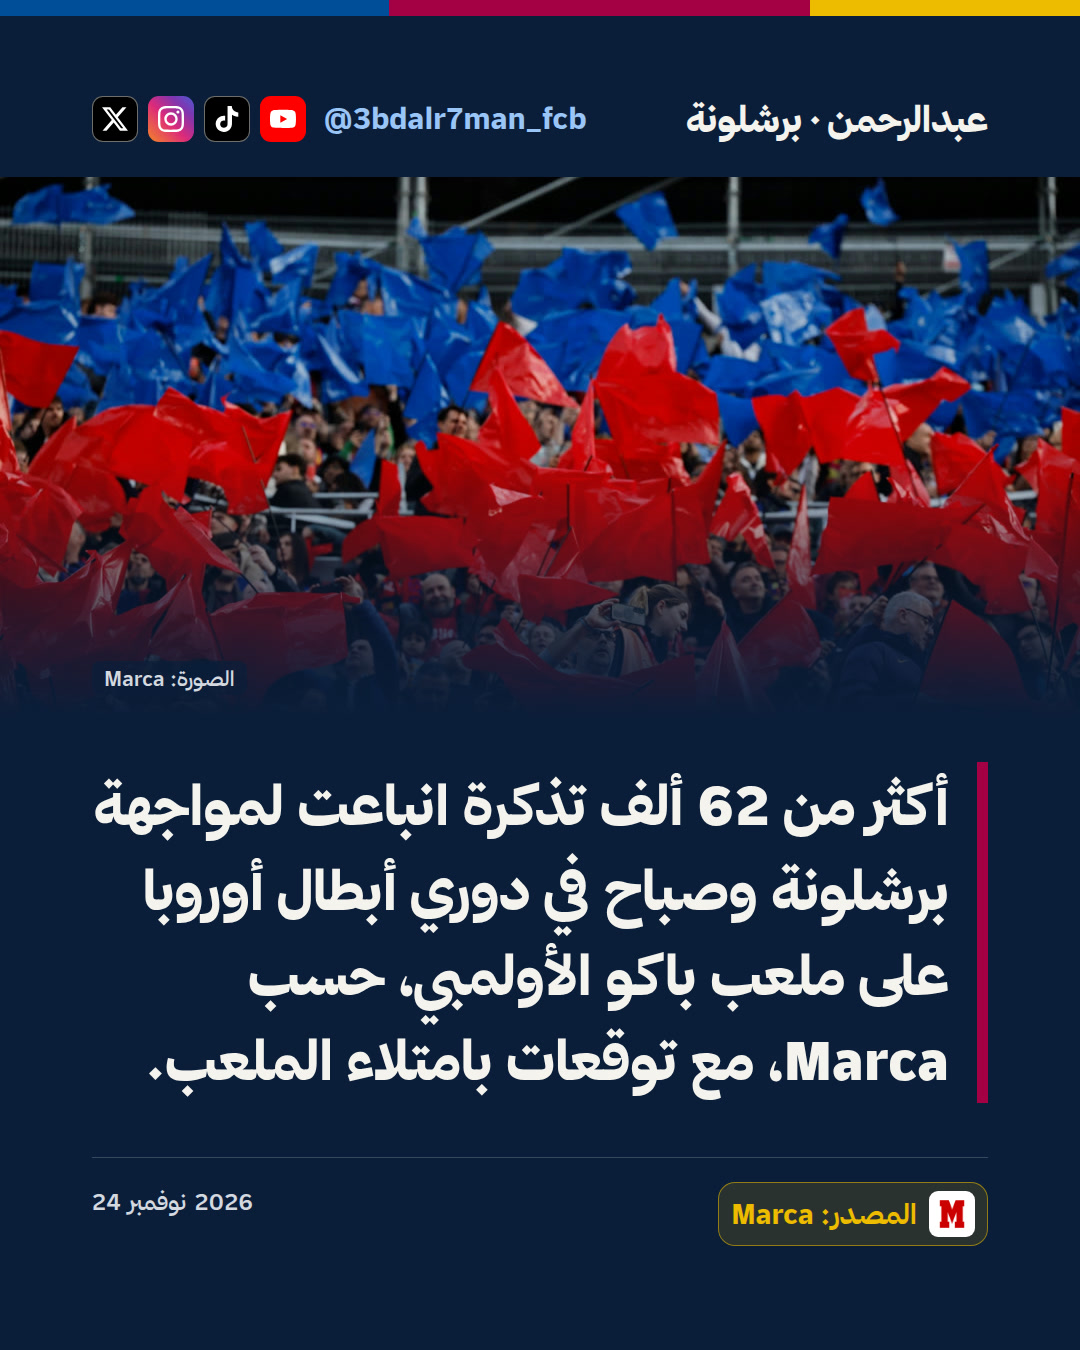 عبدالرحمن · برشلونة
@3bdalr7man_fcb
الصورة: Marca
أكثر من 62 ألف تذكرة انباعت لمواجهة
برشلونة وصباح في دوري أبطال أوروبا
على ملعب باكو الأولمبي، حسب
Marca، مع توقعات بامتلاء الملعب.
M
المصدر: Marca
24 نوفمبر 2026